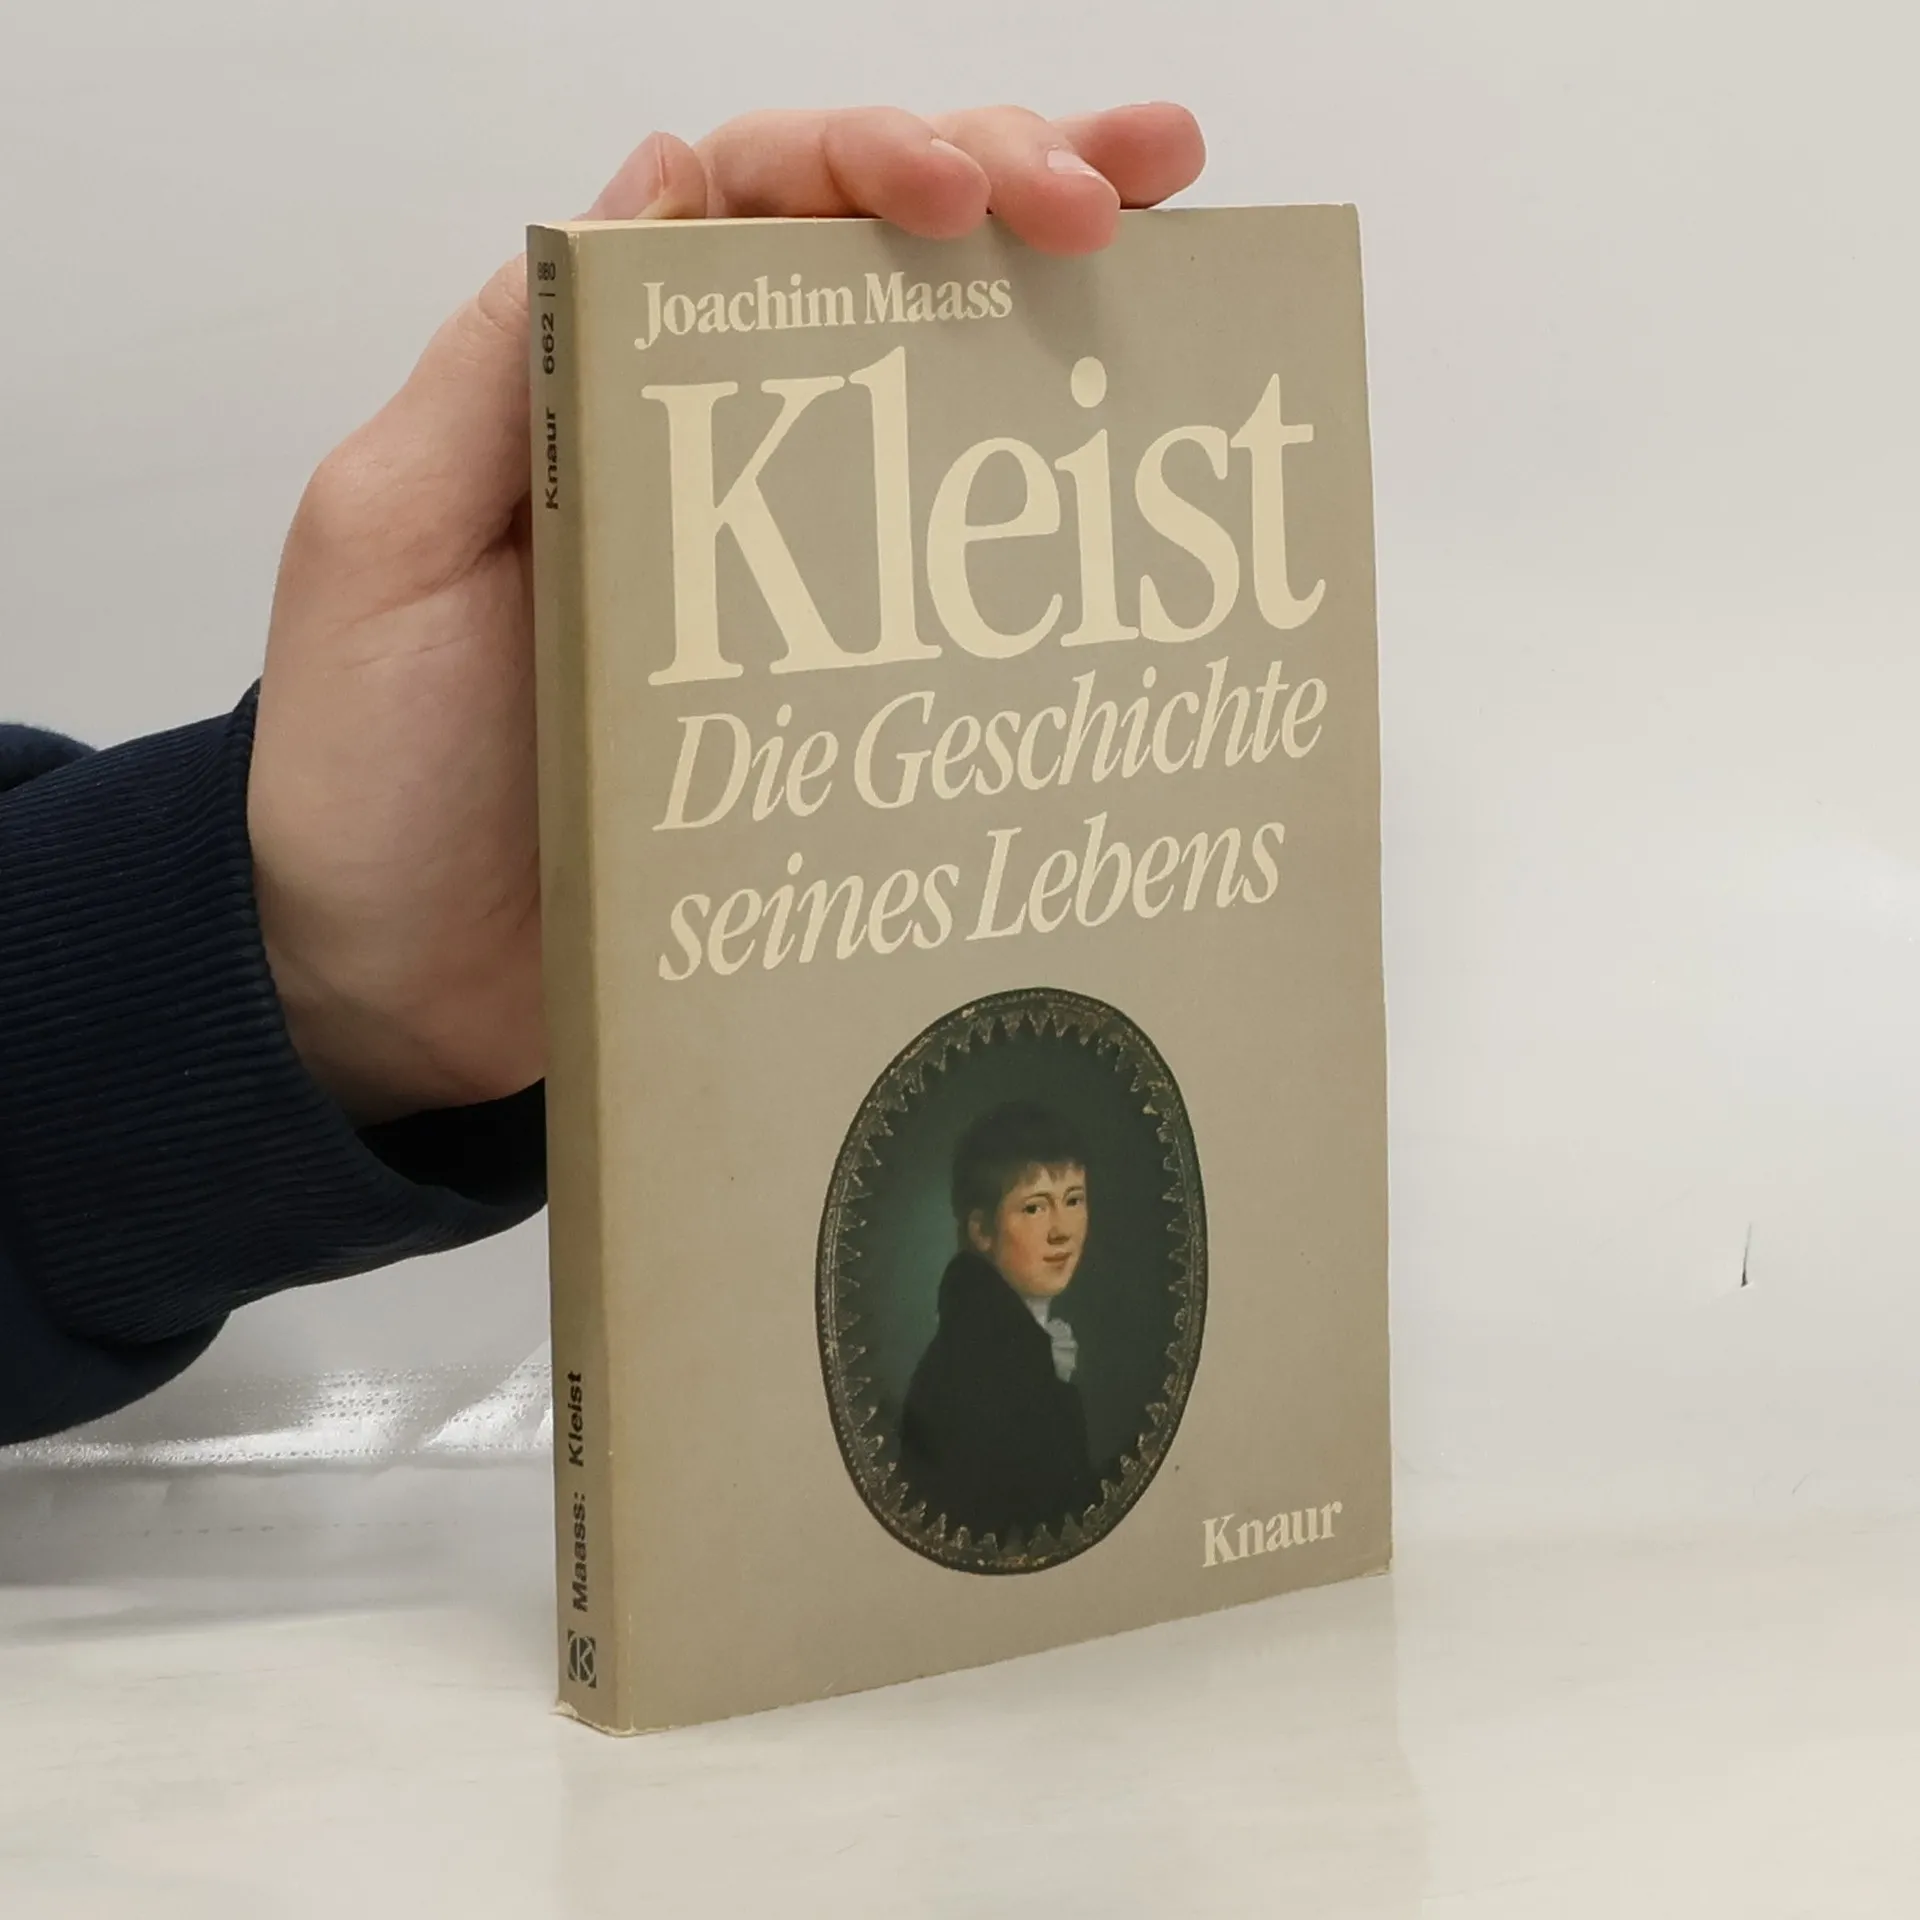 Joachim Maass
Kleist
Die Geschichte
seines Lebens
Knaur
Knaur 662
Maass: Kleist
K